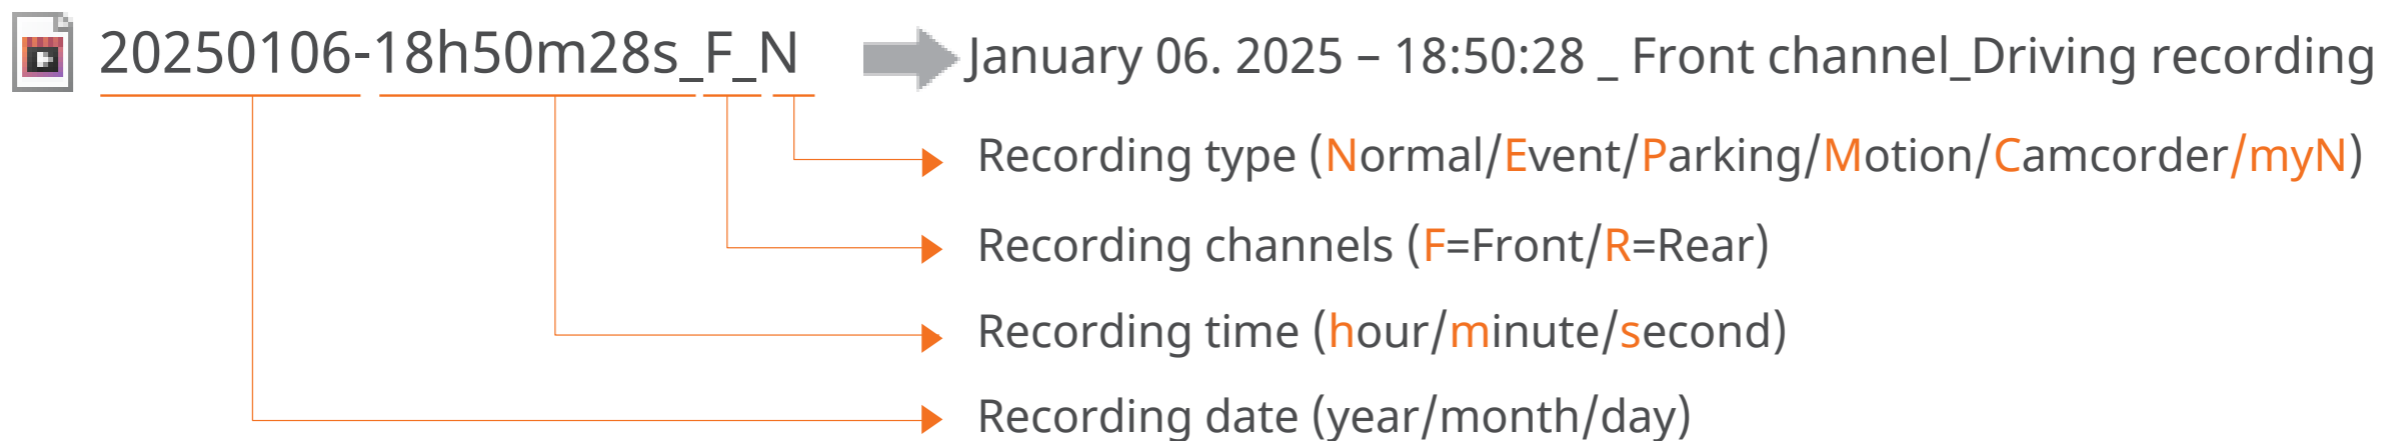 20250106-18h50m28s_F_N January 06. 2025 – 18:50:28 _ Front channel_Driving recording
Recording type (Normal/Event/Parking/Motion/Camcorder/myN)
Recording channels (F=Front/R=Rear)
Recording time (hour/minute/second)
Recording date (year/month/day)